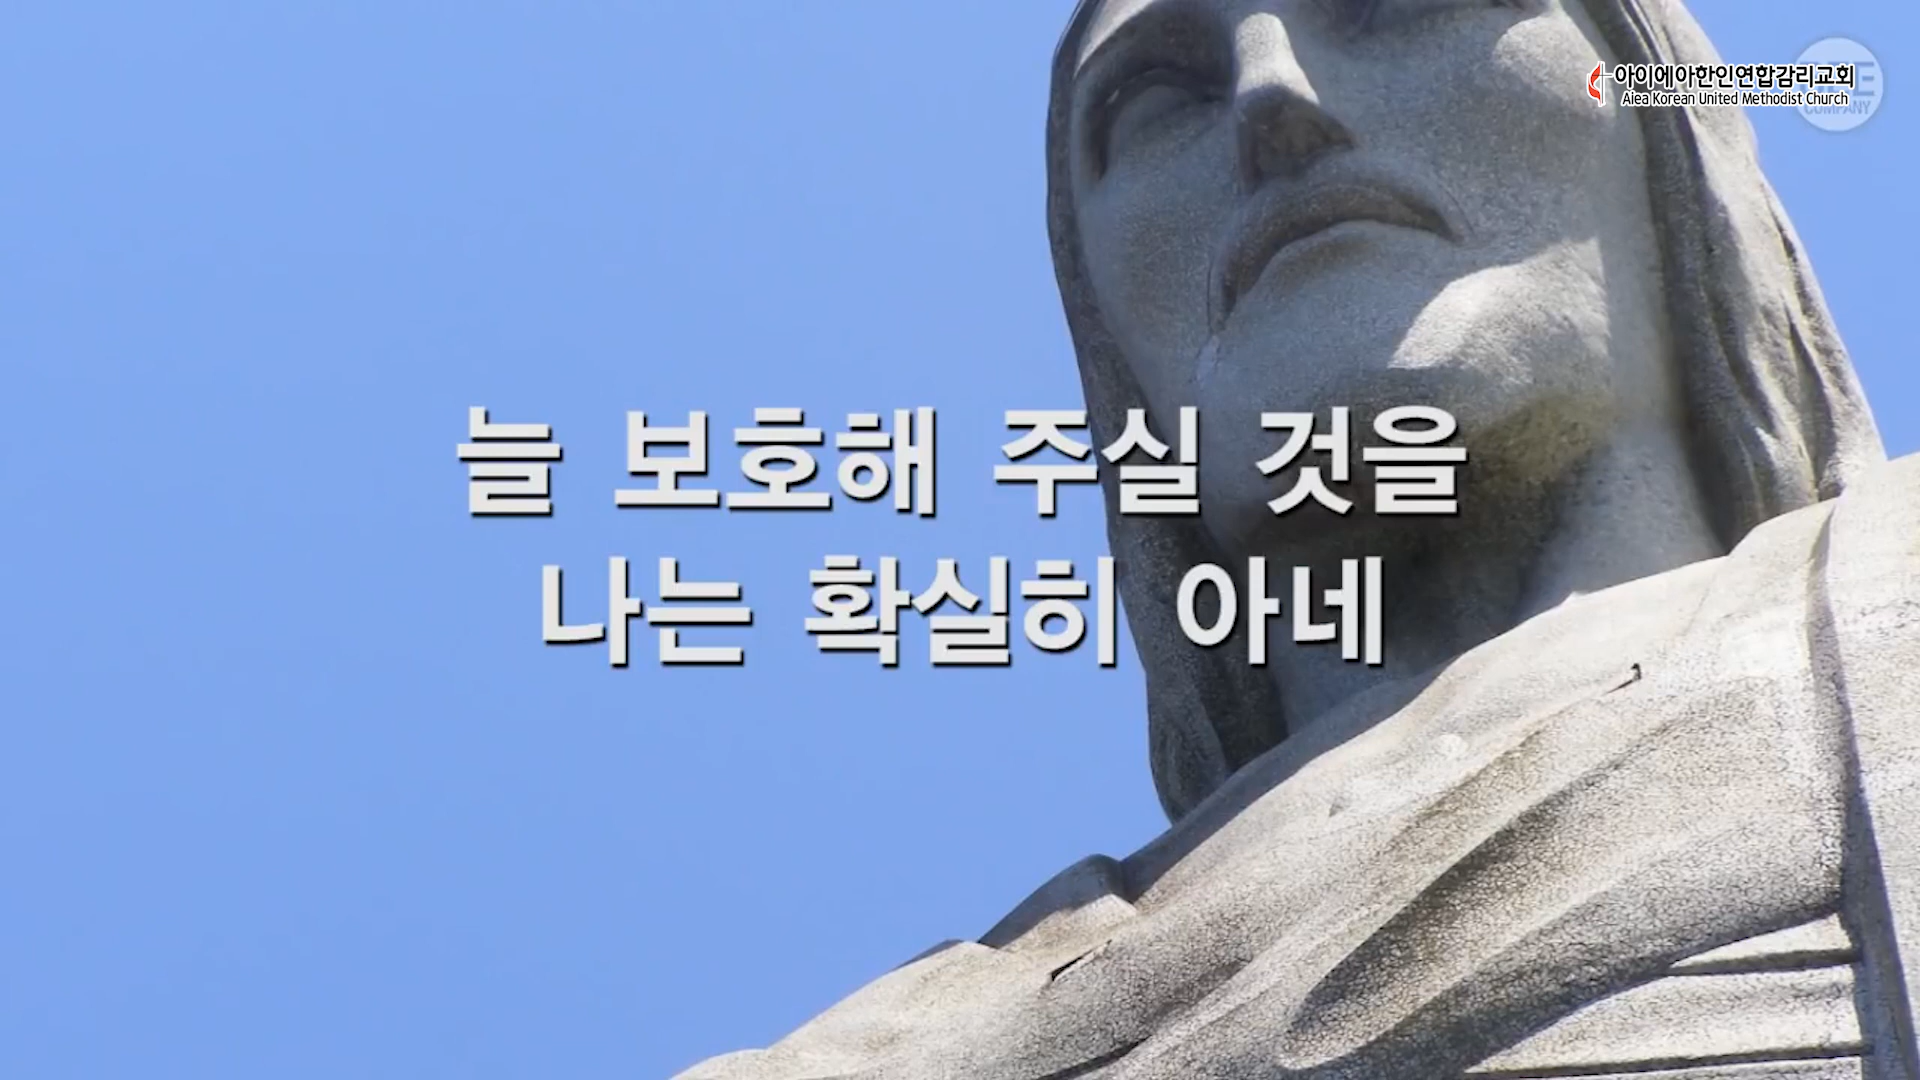 아이에아한인연합감리교회
Aiea Korean United Methodist Church
COMPANY
늘 보호해 주실 것을
나는 확실히 아네